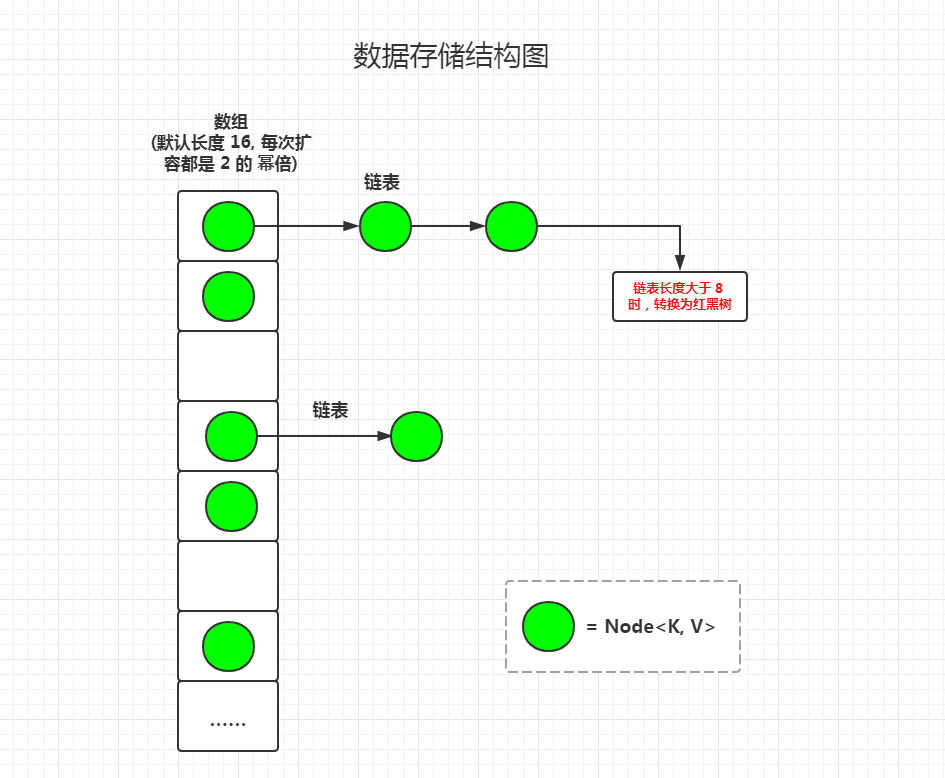 数据存储结构图
数组
(默认长度 16, 每次扩
容都是 2 的 幂倍)
链表
链表长度大于 8
时，转换为红黑树
链表
= Node<K, V>
......